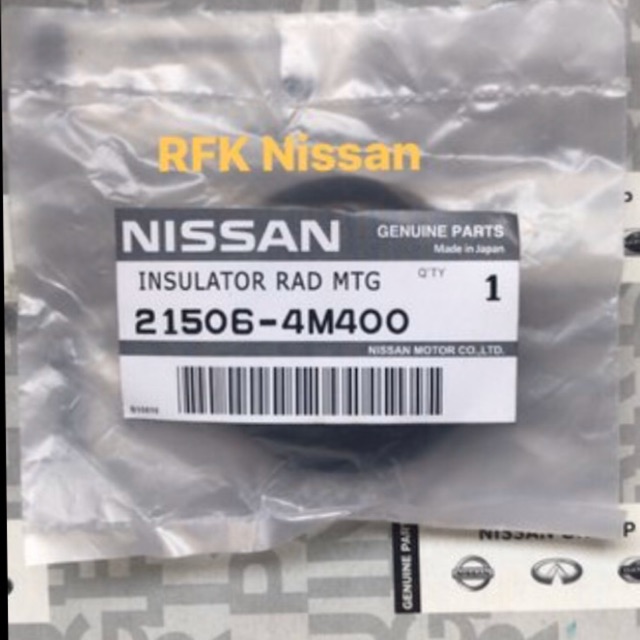 RFK Nissan
NISSAN
GENUINE PARTS
Made in Japan
INSULATOR RAD MTG
Q'TY
1
21506-4M400
NISSAN MOTOR CO.,LTD.
NISSAN
GENUINE